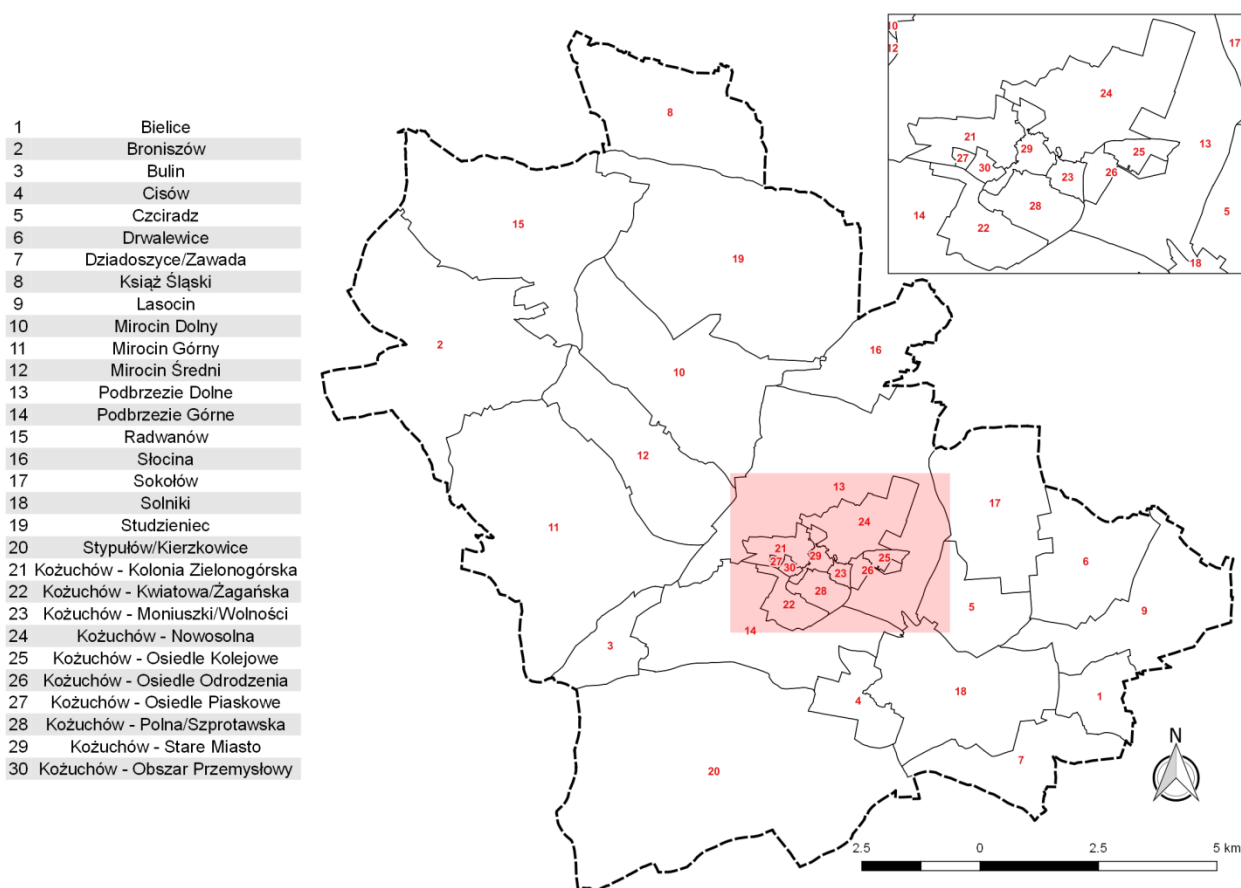 1 Bielice
2 Broniszów
3 Bulin
4 Cisów
5 Czciradz
6 Drwalewice
7 Dziadoszyce/Zawada
8 Książ Śląski
9 Lasocin
10 Mirocin Dolny
11 Mirocin Górny
12 Mirocin Średni
13 Podbrzezie Dolne
14 Podbrzezie Górne
15 Radwanów
16 Słocina
17 Sokołów
18 Solniki
19 Studzieniec
20 Stypułów/Kierzkowice
21 Kożuchów - Kolonia Zielonogórska
22 Kożuchów - Kwiatowa/Żagańska
23 Kożuchów - Moniuszki/Wolności
24 Kożuchów - Nowosolna
25 Kożuchów - Osiedle Kolejowe
26 Kożuchów - Osiedle Odrodzenia
27 Kożuchów - Osiedle Piaskowe
28 Kożuchów - Polna/Szprotawska
29 Kożuchów - Stare Miasto
30 Kożuchów - Obszar Przemysłowy
8
15
19
2
16
10
12
13
17
24
11
21
29
27
30
23
26
25
28
22
14
5
6
9
3
4
18
1
7
20
10
12
17
24
21
29
27
30
23
26
25
13
28
22
14
5
18
N
2.5 0 2.5 5 km